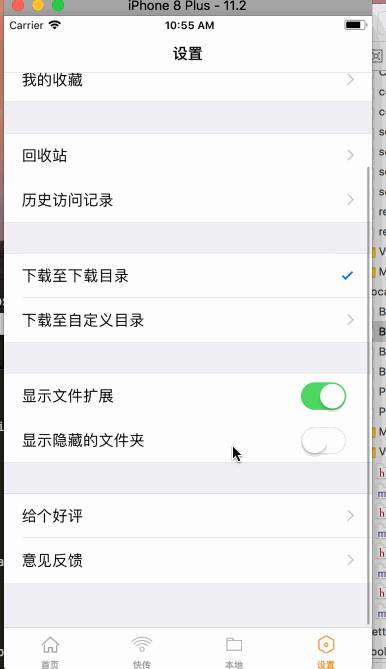 iPhone 8 Plus - 11.2
Carrier 10:55 AM
设置
我的收藏
回收站
历史访问记录
下载至下载目录
下载至自定义目录
显示文件扩展
显示隐藏的文件夹
给个好评
意见反馈
首页 快传 本地 设置